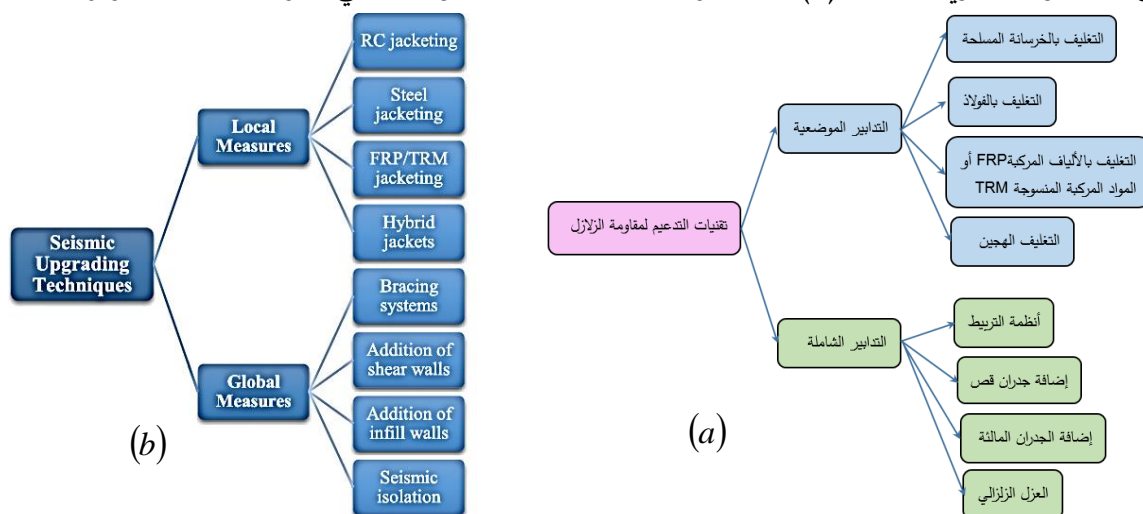 (a)
RC jacketing
Steel
jacketing
Local
Measures
FRP/TRM
jacketing
Hybrid
jackets
Seismic
Upgrading
Techniques
Bracing
systems
Addition of
shear walls
Global
Measures
Addition of
infill walls
Seismic
isolation
(b)
التغليف بالخرسانة المسلحة
التغليف بالفولاذ
التدابير الموضعية
التغليف بالألياف المركبةFRP أو
المواد المركبة المنسوجة TRM
التغليف الهجين
تقنيات التدعيم لمقاومة الزلازل
أنظمة التربيط
التدابير الشاملة
إضافة جدران قص
إضافة الجدران المالئة
العزل الزلزالي
(a)